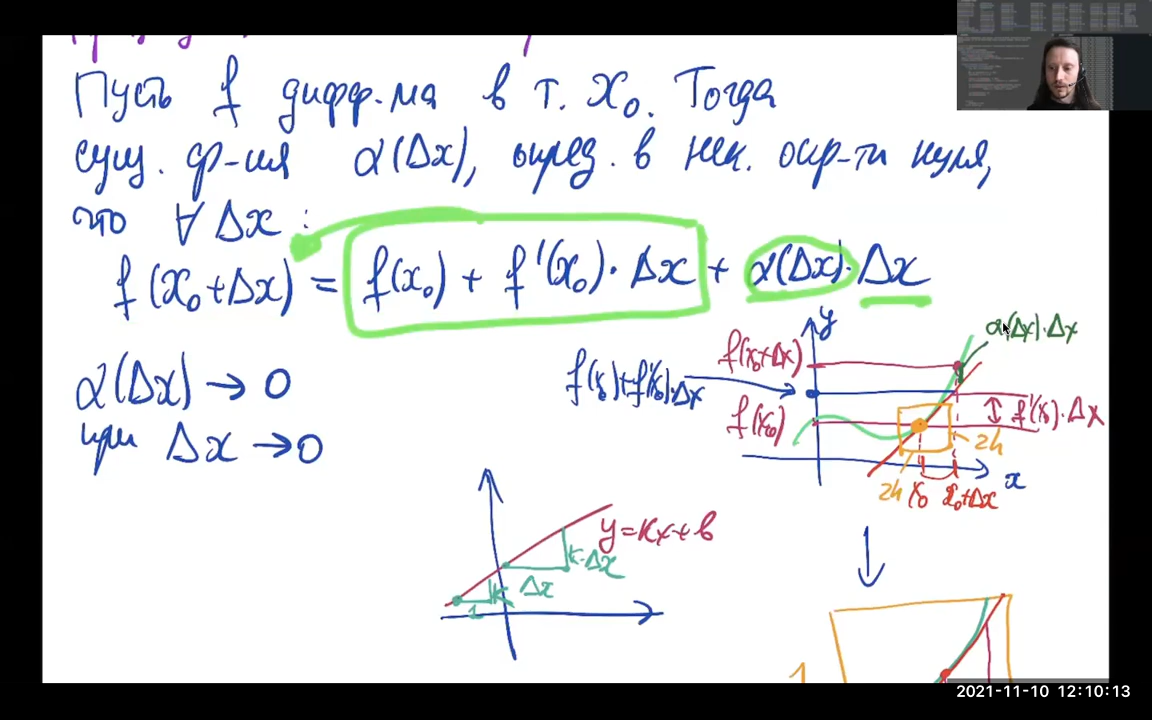 Пусть f дифф-ма в т. x₀. Тогда
сущ. ф-ия α(Δx), опред. в нек. окр-ти нуля,
что ∀ Δx :
f(x₀+Δx) = f(x₀) + f'(x₀)·Δx + α(Δx)·Δx
α(Δx) → 0
при Δx → 0
y
α(Δx)·Δx
f(x₀+Δx)
f(x₀)+f'(x₀)·Δx
f(x₀)
f'(x₀)·Δx
2h
x
2h x₀ x₀+Δx
y=kx+b
k·Δx
Δx
k
1
2021-11-10 12:10:13